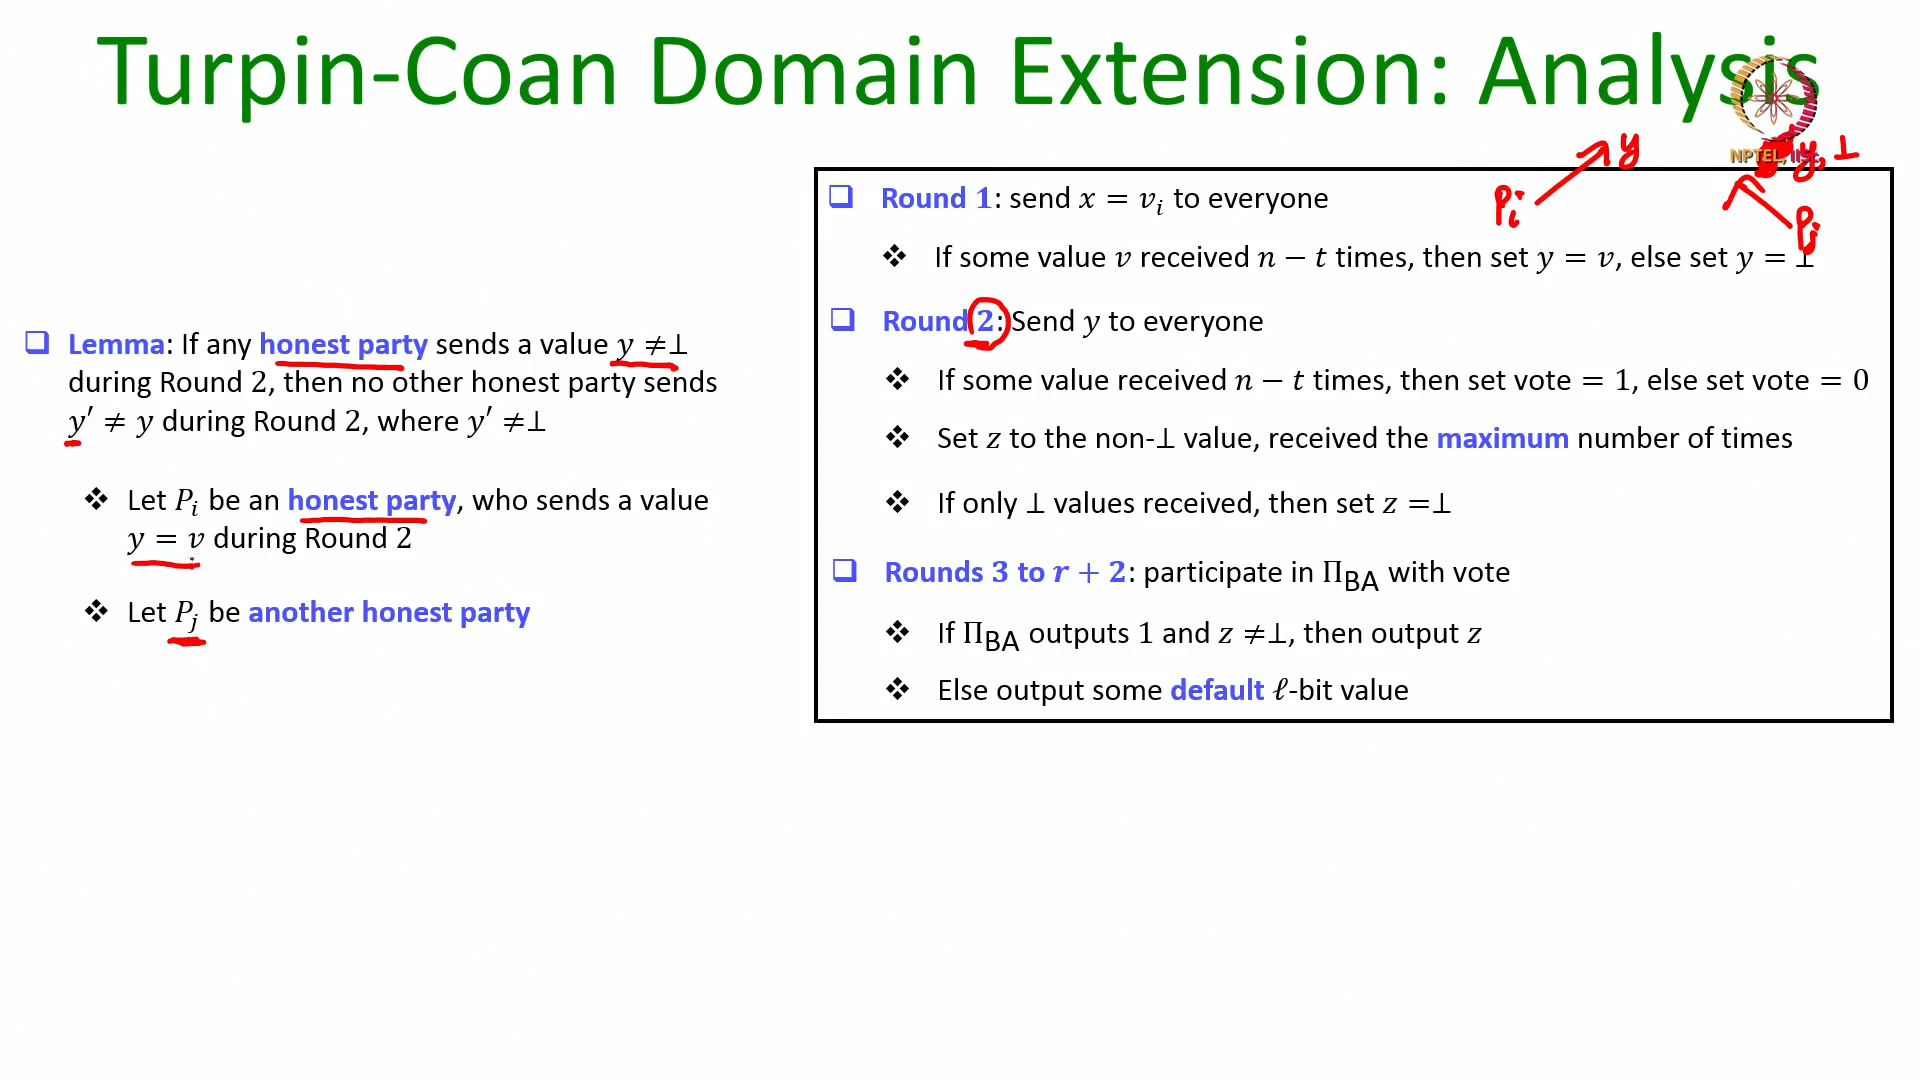 Turpin-Coan Domain Extension: Analysis
NPTEL, IISc
P_i y
y, ⊥
P_j
❑ Lemma: If any honest party sends a value y ≠⊥
during Round 2, then no other honest party sends
y′ ≠ y during Round 2, where y′ ≠⊥
❖ Let P_i be an honest party, who sends a value
y = v during Round 2
❖ Let P_j be another honest party
❑ Round 1: send x = v_i to everyone
❖ If some value v received n − t times, then set y = v, else set y = ⊥
❑ Round 2: Send y to everyone
❖ If some value received n − t times, then set vote = 1, else set vote = 0
❖ Set z to the non-⊥ value, received the maximum number of times
❖ If only ⊥ values received, then set z =⊥
❑ Rounds 3 to r + 2: participate in Π_BA with vote
❖ If Π_BA outputs 1 and z ≠⊥, then output z
❖ Else output some default ℓ-bit value